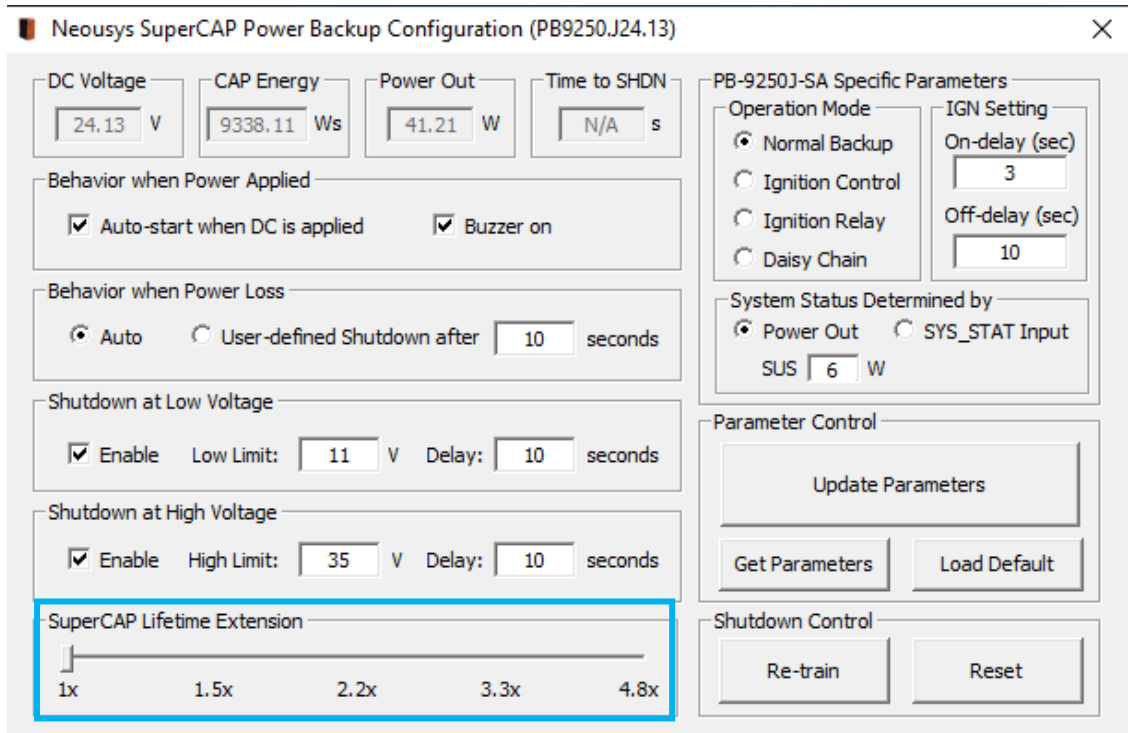 Neousys SuperCAP Power Backup Configuration (PB9250.J24.13)
DC Voltage
24.13 V
CAP Energy
9338.11 Ws
Power Out
41.21 W
Time to SHDN
N/A s
Behavior when Power Applied
Auto-start when DC is applied Buzzer on
Behavior when Power Loss
Auto User-defined Shutdown after 10 seconds
Shutdown at Low Voltage
Enable Low Limit: 11 V Delay: 10 seconds
Shutdown at High Voltage
Enable High Limit: 35 V Delay: 10 seconds
SuperCAP Lifetime Extension
1x 1.5x 2.2x 3.3x 4.8x
PB-9250J-SA Specific Parameters
Operation Mode
Normal Backup
Ignition Control
Ignition Relay
Daisy Chain
IGN Setting
On-delay (sec)
3
Off-delay (sec)
10
System Status Determined by
Power Out SYS_STAT Input
SUS 6 W
Parameter Control
Update Parameters
Get Parameters Load Default
Shutdown Control
Re-train Reset